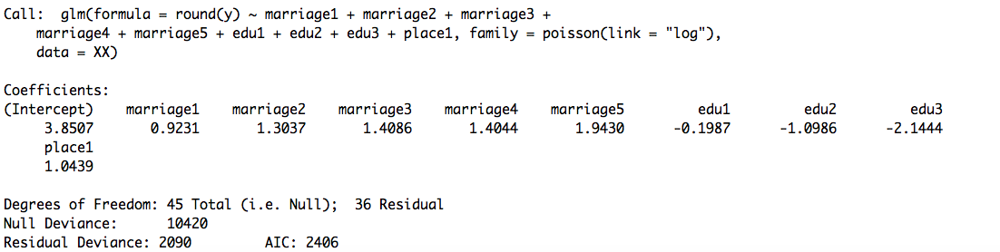 Call:  glm(formula = round(y) ~ marriage1 + marriage2 + marriage3 +
    marriage4 + marriage5 + edu1 + edu2 + edu3 + place1, family = poisson(link = "log"),
    data = XX)

Coefficients:
(Intercept)    marriage1    marriage2    marriage3    marriage4    marriage5         edu1         edu2         edu3
     3.8507       0.9231       1.3037       1.4086       1.4044       1.9430      -0.1987      -1.0986      -2.1444
     place1
     1.0439

Degrees of Freedom: 45 Total (i.e. Null);  36 Residual
Null Deviance:      10420
Residual Deviance: 2090        AIC: 2406